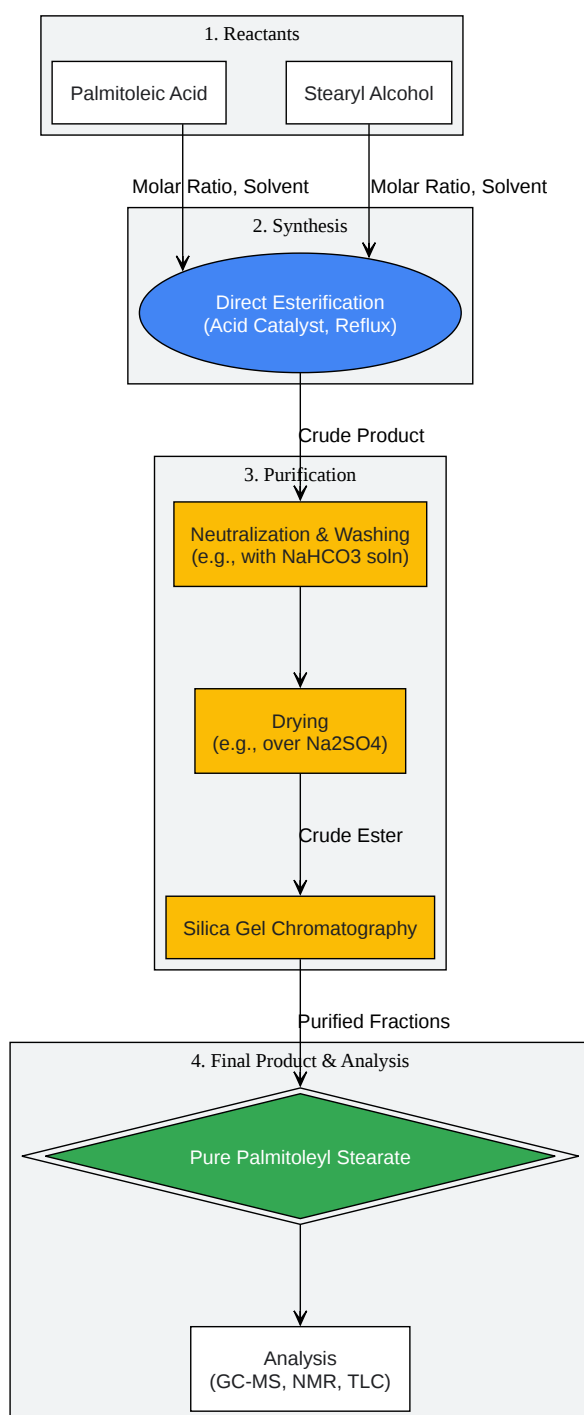 1. Reactants
Palmitoleic Acid
Stearyl Alcohol
Molar Ratio, Solvent
Molar Ratio, Solvent
2. Synthesis
Direct Esterification
(Acid Catalyst, Reflux)
Crude Product
3. Purification
Neutralization & Washing
(e.g., with NaHCO3 soln)
Drying
(e.g., over Na2SO4)
Crude Ester
Silica Gel Chromatography
Purified Fractions
4. Final Product & Analysis
Pure Palmitoleyl Stearate
Analysis
(GC-MS, NMR, TLC)